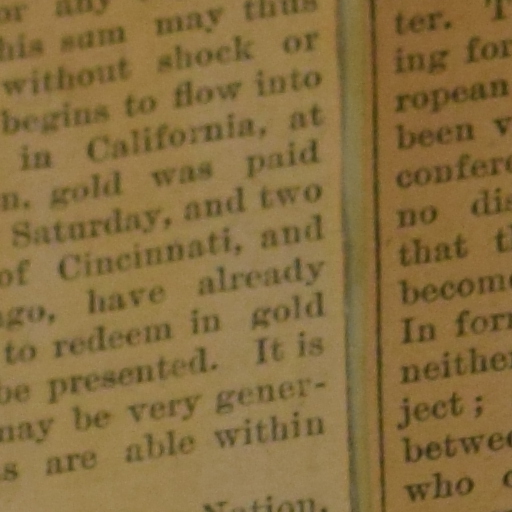 or any
his sum may thus
without shock or
begins to flow into
in California, at
n. gold was paid
Saturday, and two
of Cincinnati, and
ago, have already
to redeem in gold
be presented. It is
may be very gener-
s are able within
Nation.
ter.
ing for
ropean
been v
confere
no dis
that t
become
In for
neither
ject;
betwee
who